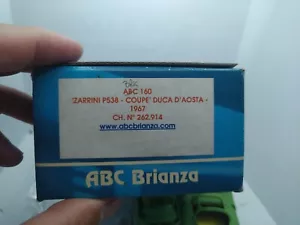 ABC 160
'ZARRINI P538 - COUPE' DUCA D'AOSTA -
1967
CH. N° 262.914
www.abcbrianza.com
ABC Brianza